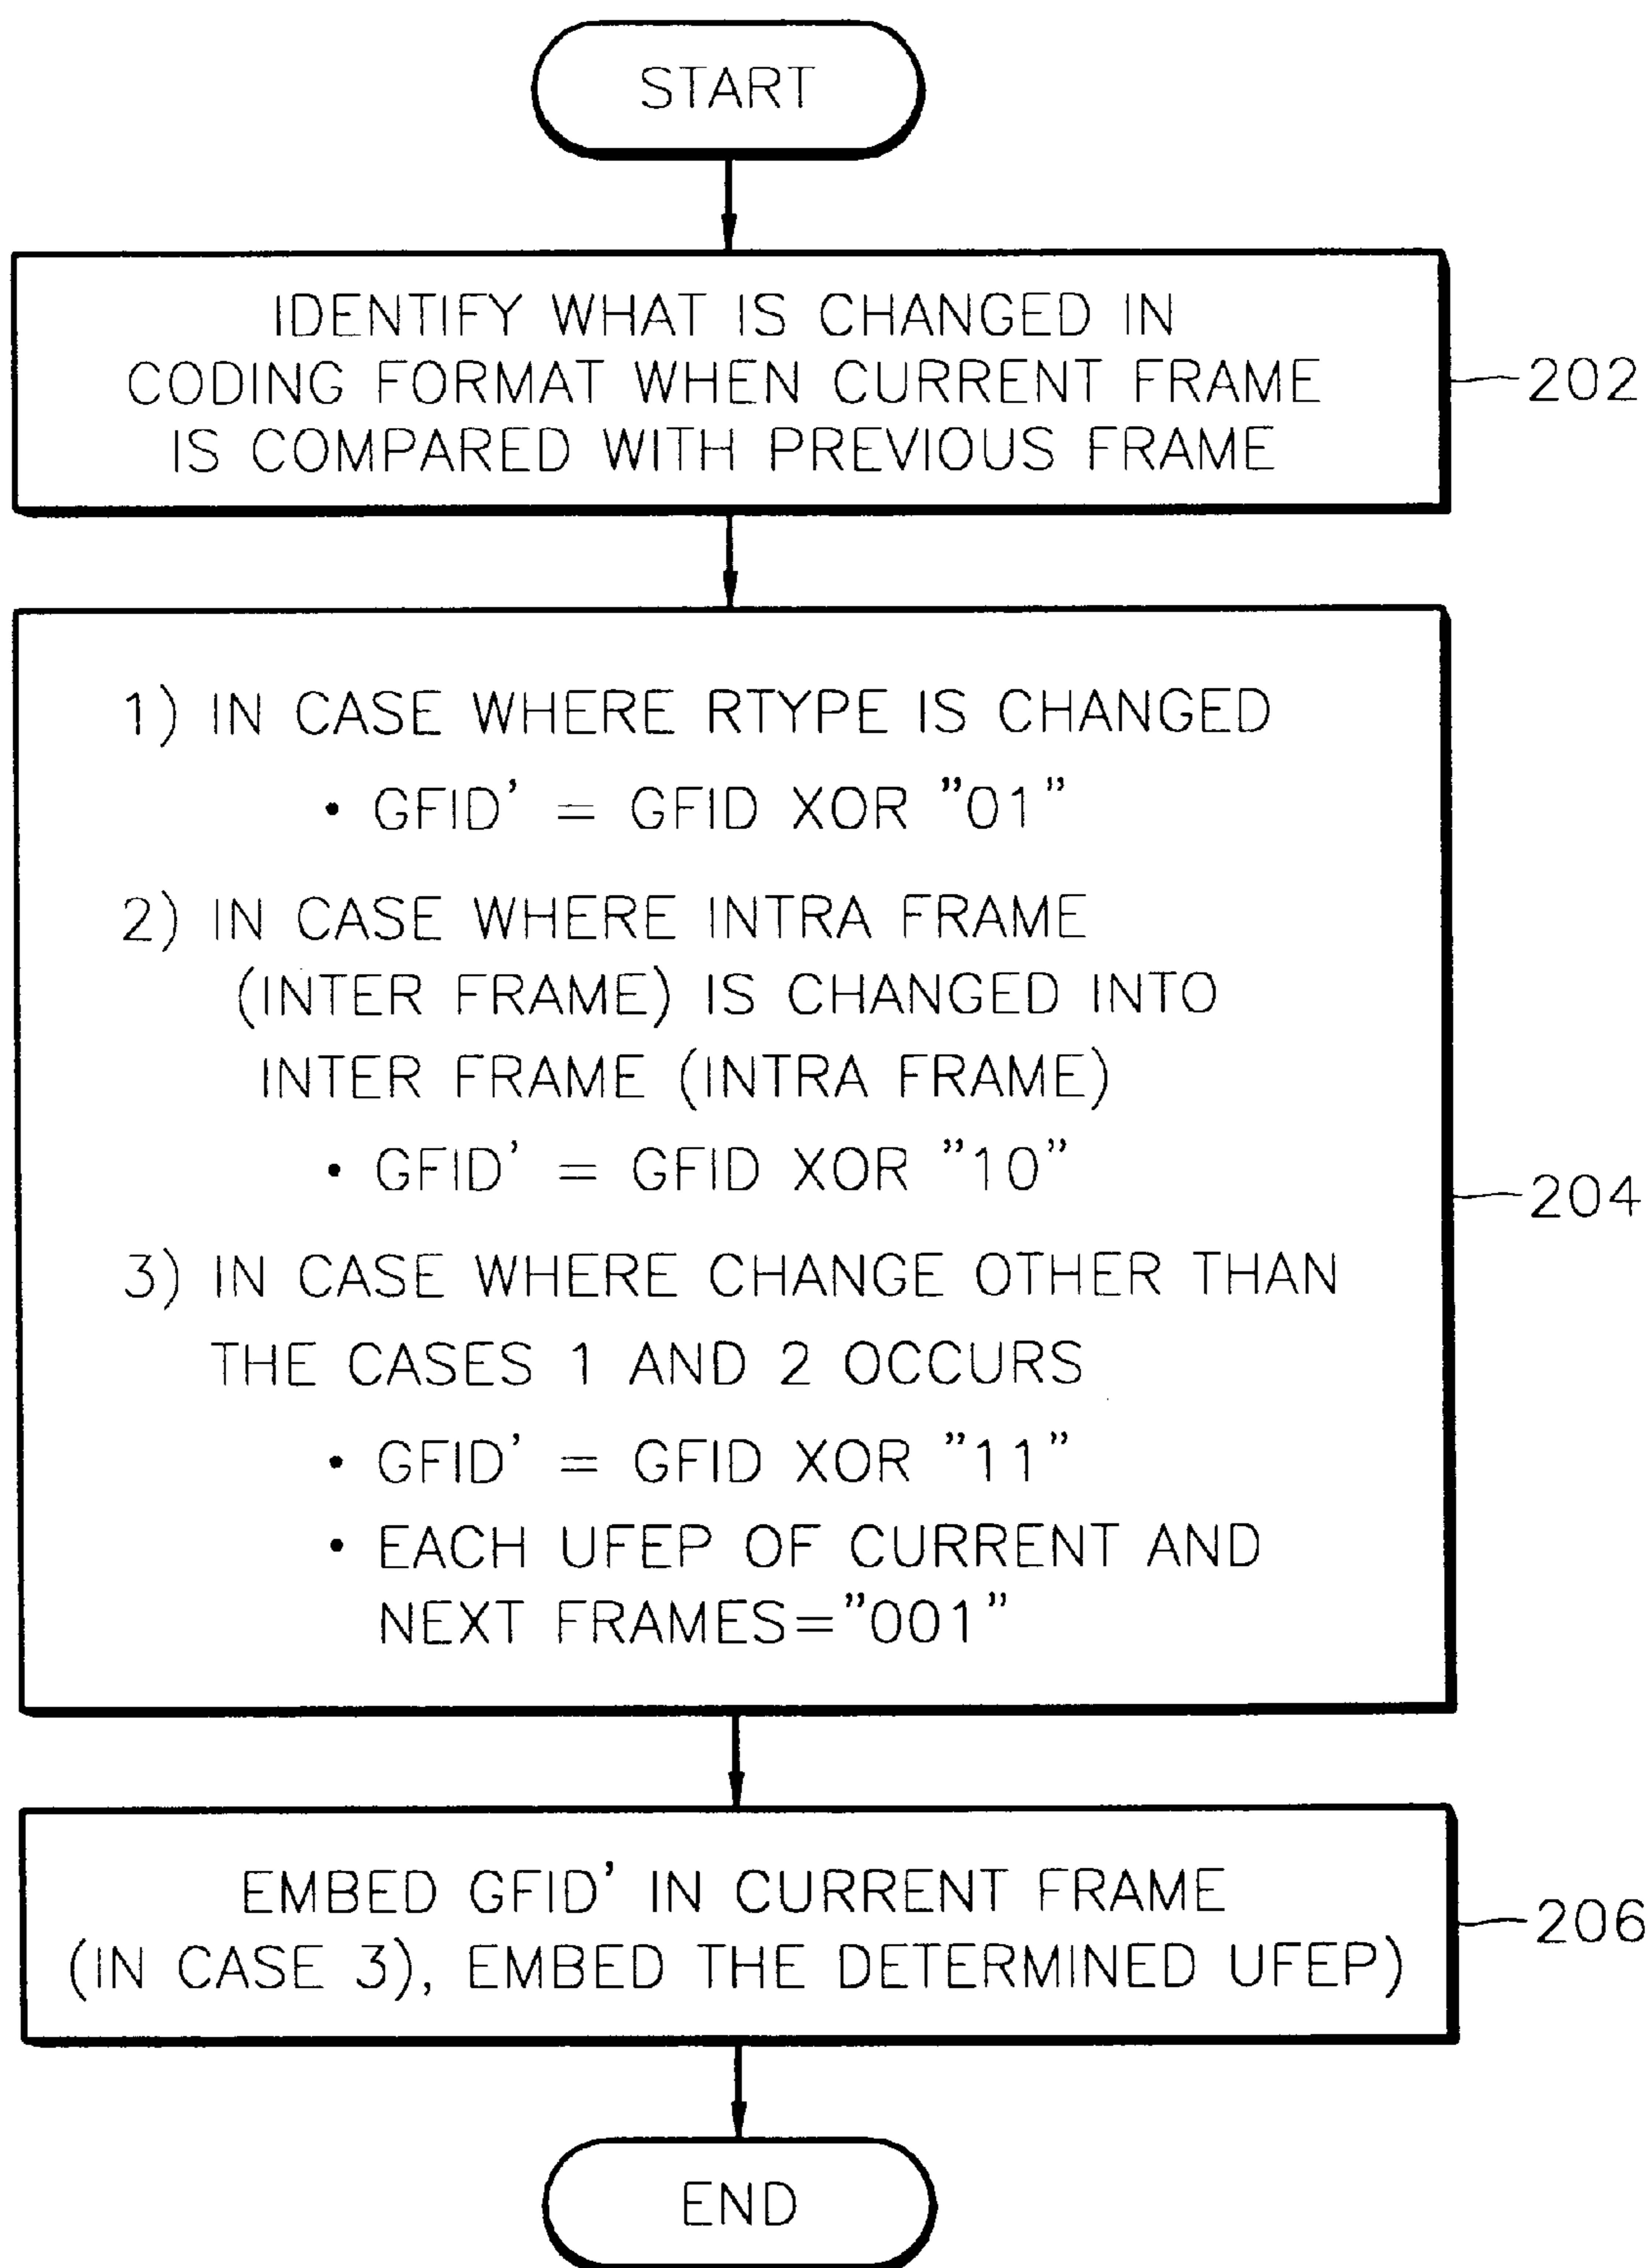 START
IDENTIFY WHAT IS CHANGED IN
CODING FORMAT WHEN CURRENT FRAME
IS COMPARED WITH PREVIOUS FRAME
202
1) IN CASE WHERE RTYPE IS CHANGED
• GFID' = GFID XOR "01"
2) IN CASE WHERE INTRA FRAME
(INTER FRAME) IS CHANGED INTO
INTER FRAME (INTRA FRAME)
• GFID' = GFID XOR "10"
204
3) IN CASE WHERE CHANGE OTHER THAN
THE CASES 1 AND 2 OCCURS
• GFID' = GFID XOR "11"
• EACH UFEP OF CURRENT AND
NEXT FRAMES="001"
EMBED GFID' IN CURRENT FRAME
(IN CASE 3), EMBED THE DETERMINED UFEP)
206
END